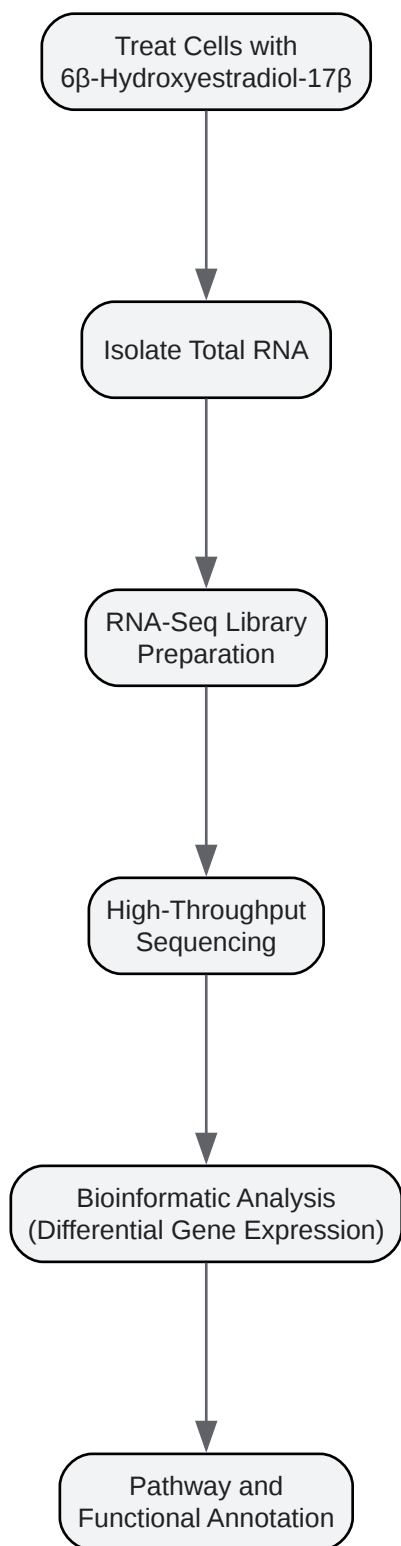 Treat Cells with
6β-Hydroxyestradiol-17β
Isolate Total RNA
RNA-Seq Library
Preparation
High-Throughput
Sequencing
Bioinformatic Analysis
(Differential Gene Expression)
Pathway and
Functional Annotation